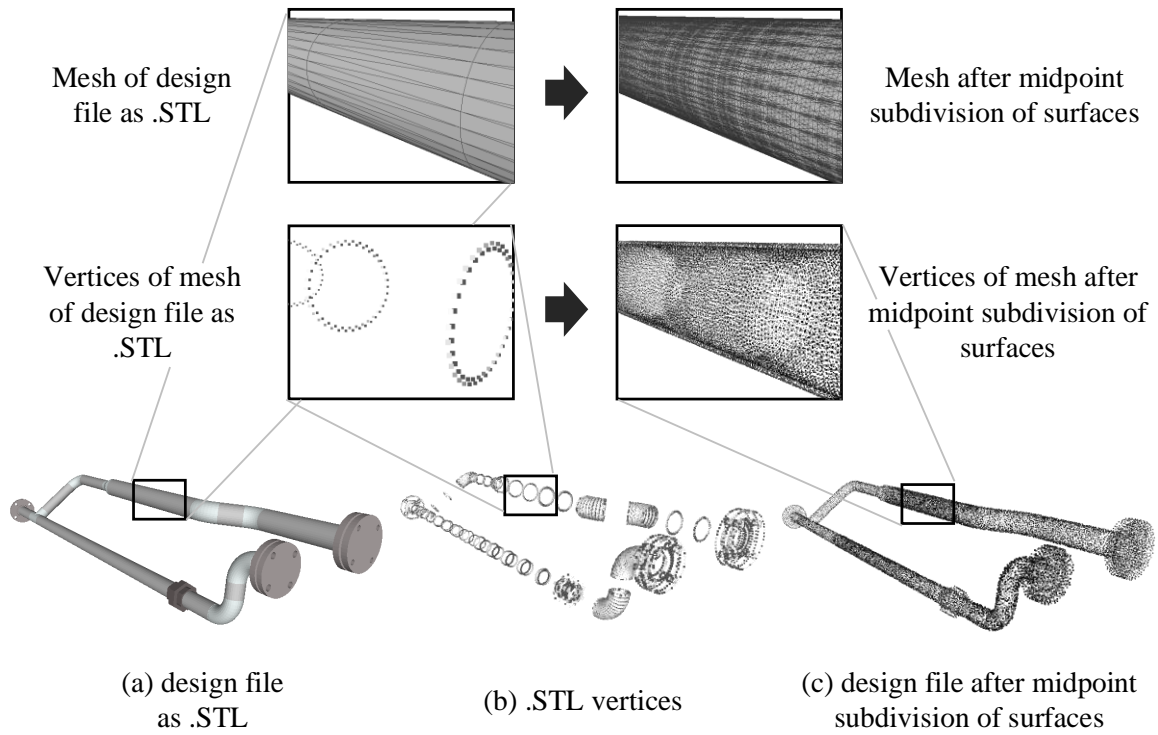 Mesh of design
file as .STL
Mesh after midpoint
subdivision of surfaces
Vertices of mesh
of design file as
.STL
Vertices of mesh after
midpoint subdivision of
surfaces
(a) design file
as .STL
(b) .STL vertices
(c) design file after midpoint
subdivision of surfaces